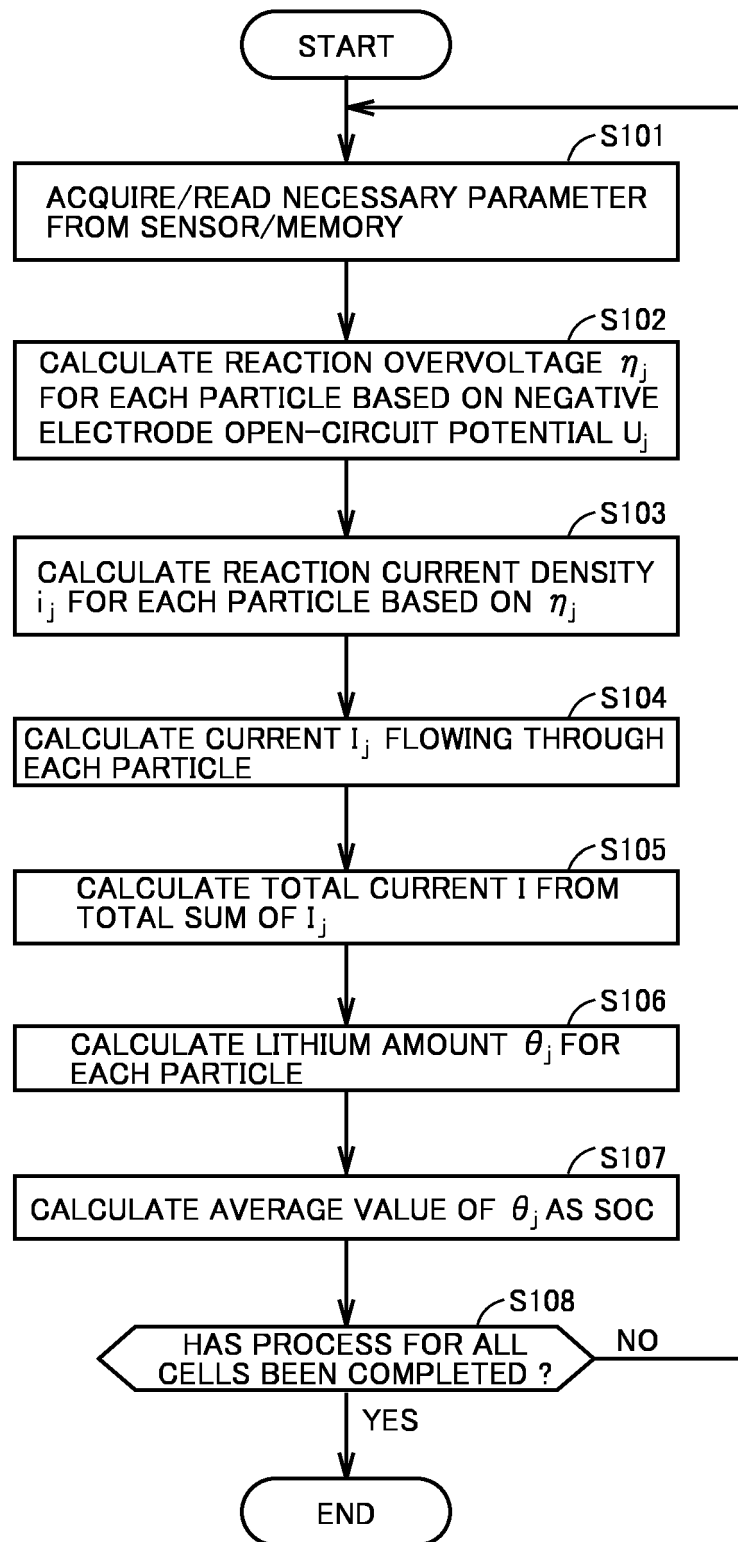 START
S101
ACQUIRE/READ NECESSARY PARAMETER
FROM SENSOR/MEMORY
S102
CALCULATE REACTION OVERVOLTAGE ηj
FOR EACH PARTICLE BASED ON NEGATIVE
ELECTRODE OPEN-CIRCUIT POTENTIAL Uj
S103
CALCULATE REACTION CURRENT DENSITY
ij FOR EACH PARTICLE BASED ON ηj
S104
CALCULATE CURRENT Ij FLOWING THROUGH
EACH PARTICLE
S105
CALCULATE TOTAL CURRENT I FROM
TOTAL SUM OF Ij
S106
CALCULATE LITHIUM AMOUNT θj FOR
EACH PARTICLE
S107
CALCULATE AVERAGE VALUE OF θj AS SOC
S108
HAS PROCESS FOR ALL
CELLS BEEN COMPLETED ?
NO
YES
END